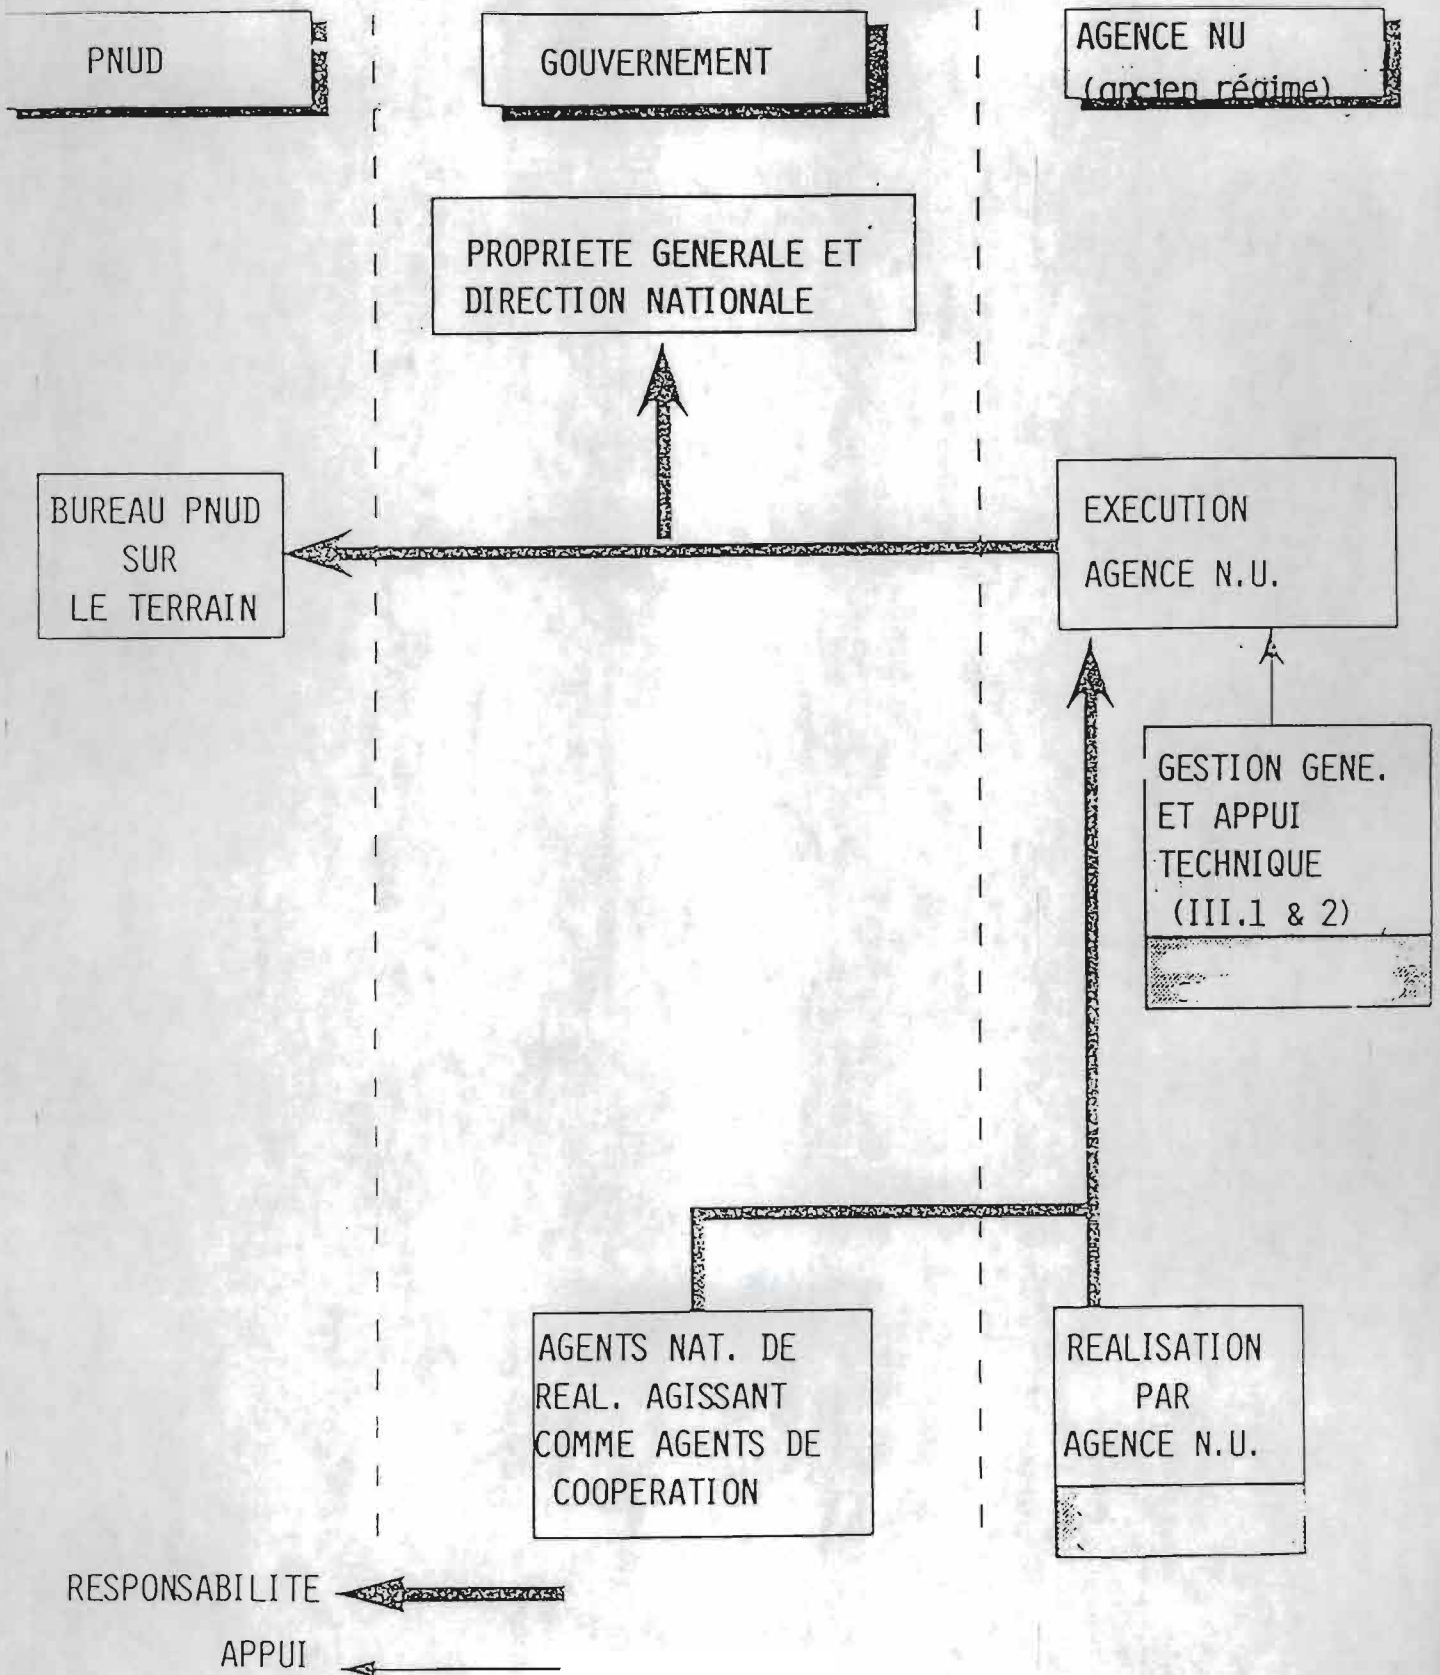 PNUD
GOUVERNEMENT
AGENCE NU
(ancien régime)
PROPRIETE GENERALE ET
DIRECTION NATIONALE
BUREAU PNUD
SUR
LE TERRAIN
EXECUTION
AGENCE N.U.
GESTION GENE.
ET APPUI
TECHNIQUE
(III.1 & 2)
AGENTS NAT. DE
REAL. AGISSANT
COMME AGENTS DE
COOPERATION
REALISATION
PAR
AGENCE N.U.
RESPONSABILITE
APPUI